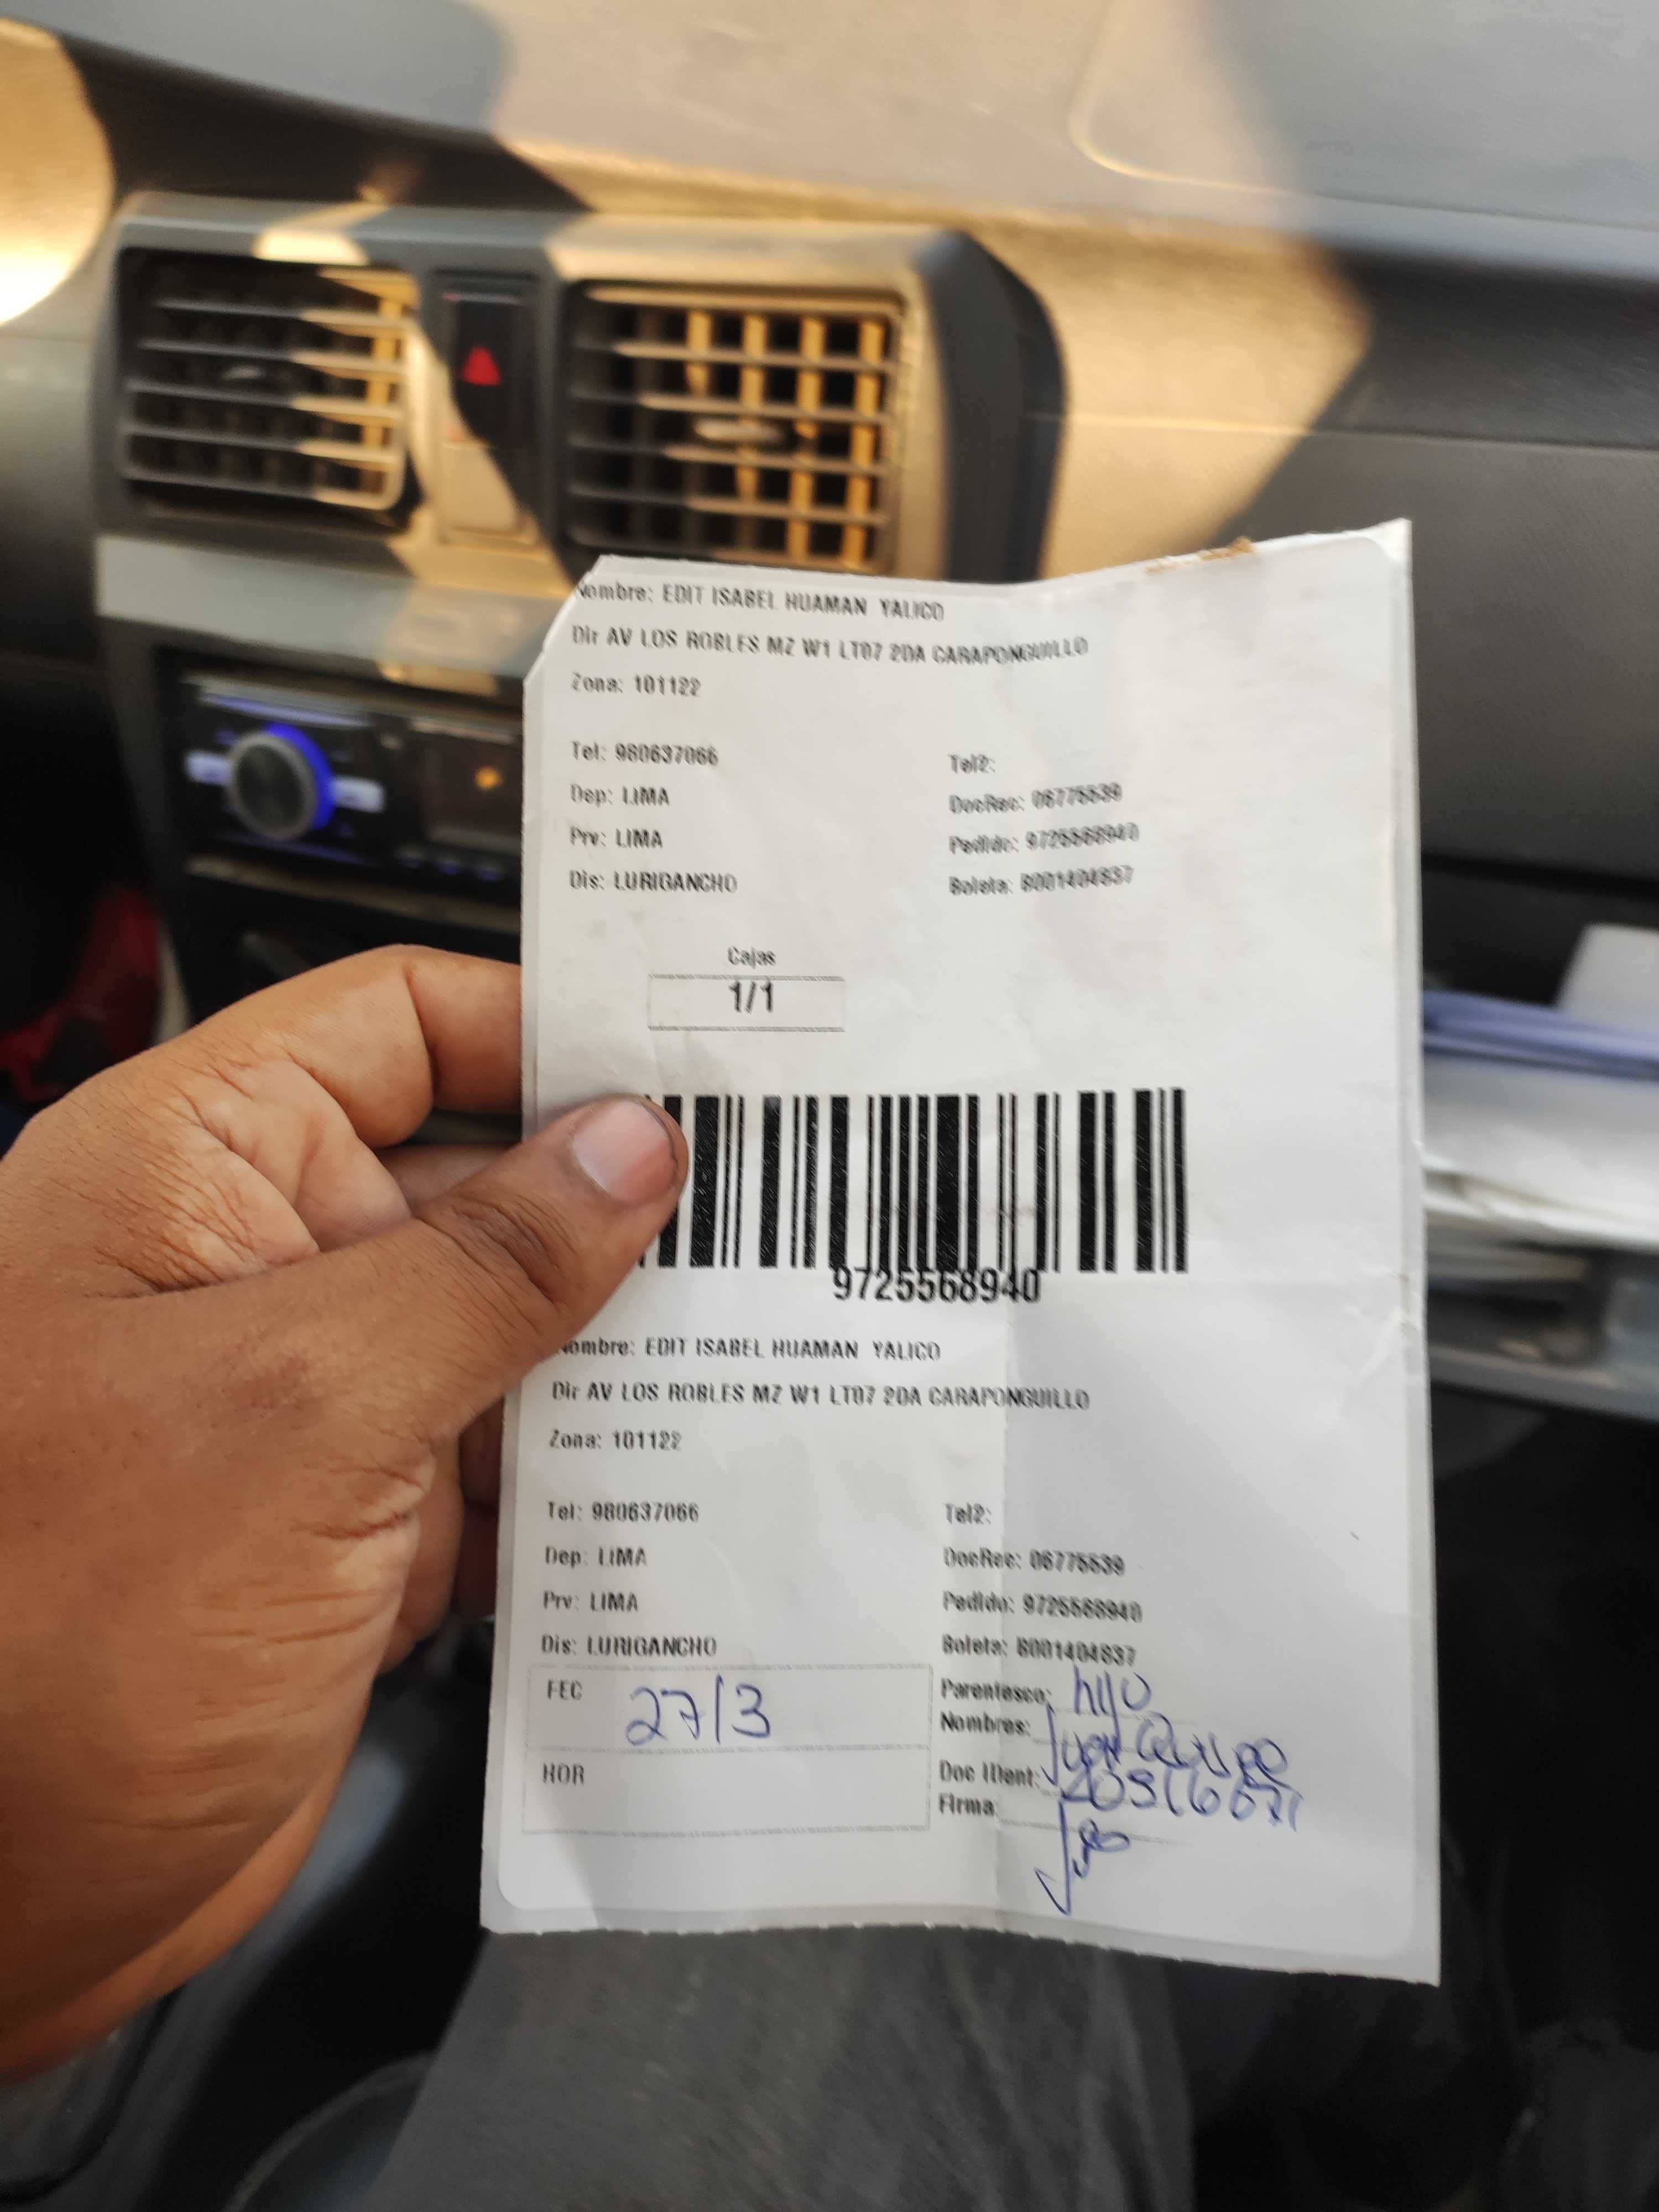 Nombre: EDIT ISABEL HUAMAN YALICO
Dir AV LOS ROBLES MZ W1 LT07 2DA CARAPONGUILLO
Zona: 101122
Tel: 980637066 Tel2:
Dep: LIMA DocRec: 06775539
Prv: LIMA Pedido: 9725568940
Dis: LURIGANCHO Boleta: B001404837
Cajas
1/1
9725568940
Nombre: EDIT ISABEL HUAMAN YALICO
Dir AV LOS ROBLES MZ W1 LT07 2DA CARAPONGUILLO
Zona: 101122
Tel: 980637066 Tel2:
Dep: LIMA DocRec: 06775539
Prv: LIMA Pedido: 9725568940
Dis: LURIGANCHO Boleta: B001404837
FEC 27/3
HOR
Parentesco: hijo
Nombres:
Doc IDent:
Firma